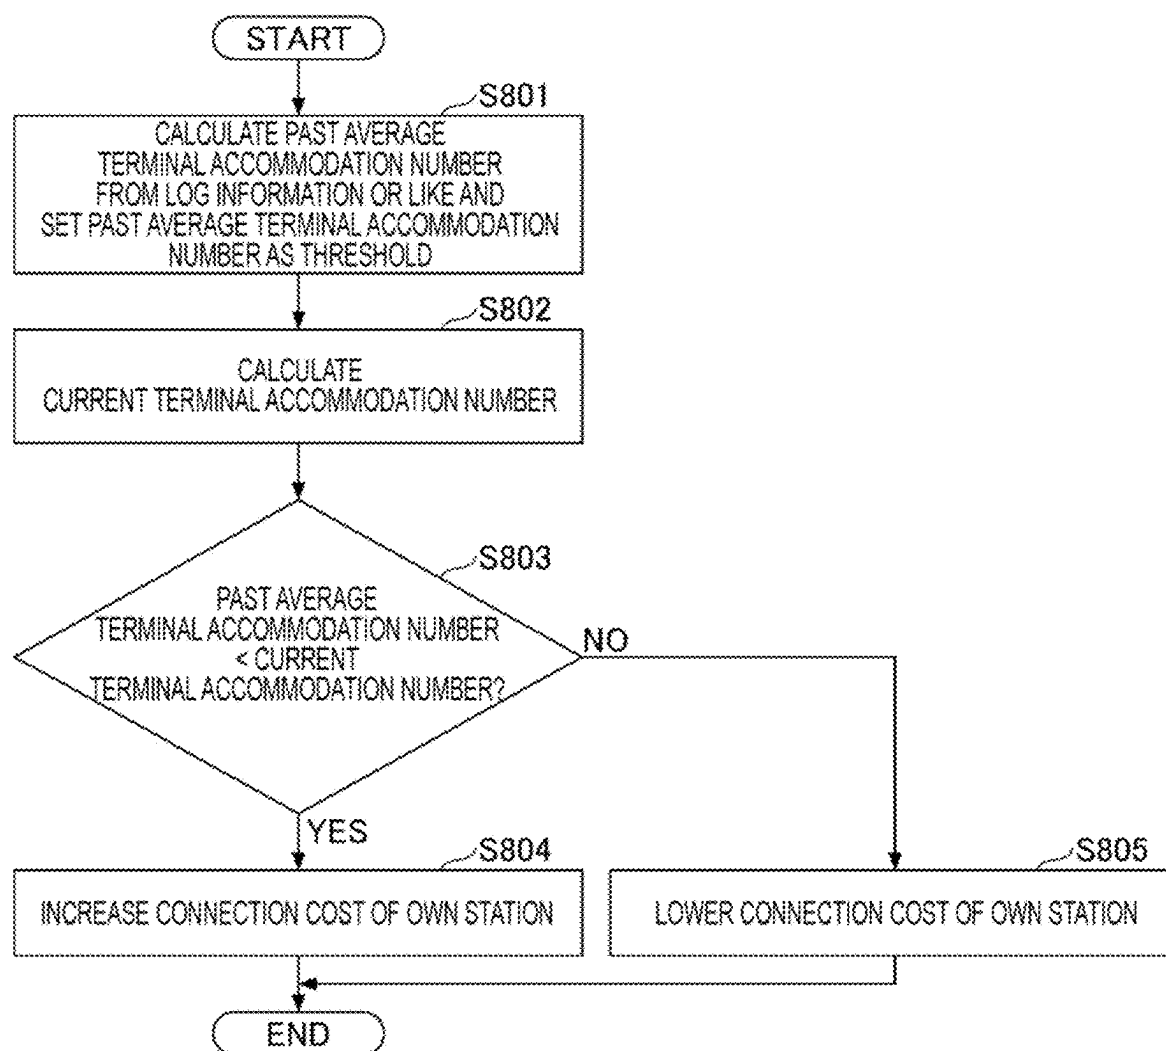 START
S801
CALCULATE PAST AVERAGE
TERMINAL ACCOMMODATION NUMBER
FROM LOG INFORMATION OR LIKE AND
SET PAST AVERAGE TERMINAL ACCOMMODATION
NUMBER AS THRESHOLD
S802
CALCULATE
CURRENT TERMINAL ACCOMMODATION NUMBER
S803
PAST AVERAGE
TERMINAL ACCOMMODATION NUMBER
< CURRENT
TERMINAL ACCOMMODATION NUMBER?
NO
YES
S804
INCREASE CONNECTION COST OF OWN STATION
S805
LOWER CONNECTION COST OF OWN STATION
END